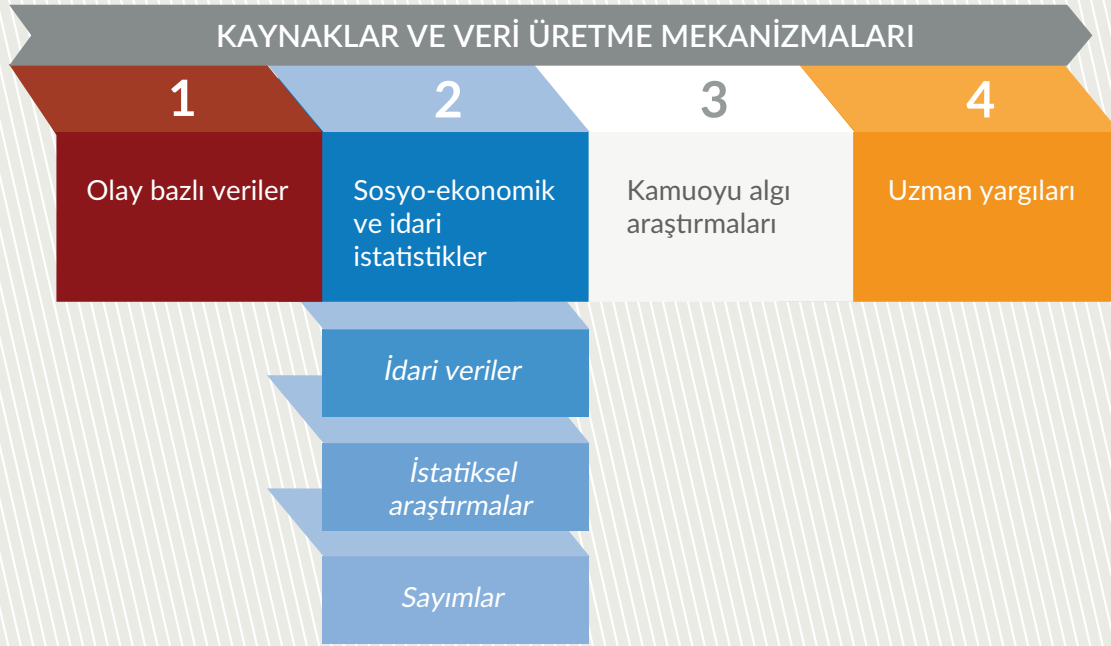 KAYNAKLAR VE VERİ ÜRETME MEKANİZMALARI
1
Olay bazlı veriler
2
Sosyo-ekonomik
ve idari
istatistikler
İdari veriler
İstatiksel
araştırmalar
Sayımlar
3
Kamuoyu algı
araştırmaları
4
Uzman yargıları